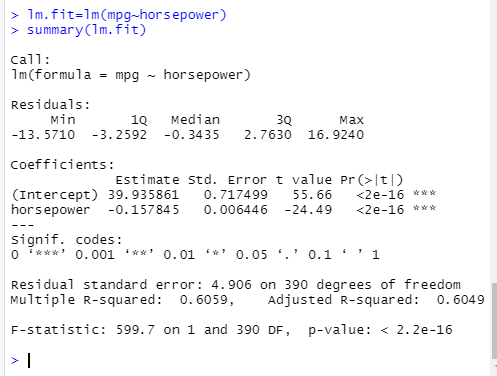 > lm.fit=lm(mpg~horsepower)
> summary(lm.fit)
Call:
lm(formula = mpg ~ horsepower)
Residuals:
     Min       1Q   Median       3Q      Max
-13.5710  -3.2592  -0.3435   2.7630  16.9240
Coefficients:
             Estimate Std. Error t value Pr(>|t|)
(Intercept) 39.935861   0.717499   55.66   <2e-16 ***
horsepower  -0.157845   0.006446  -24.49   <2e-16 ***
---
Signif. codes:
0 ‘***’ 0.001 ‘**’ 0.01 ‘*’ 0.05 ‘.’ 0.1 ‘ ’ 1
Residual standard error: 4.906 on 390 degrees of freedom
Multiple R-squared:  0.6059,    Adjusted R-squared:  0.6049
F-statistic: 599.7 on 1 and 390 DF,  p-value: < 2.2e-16
>